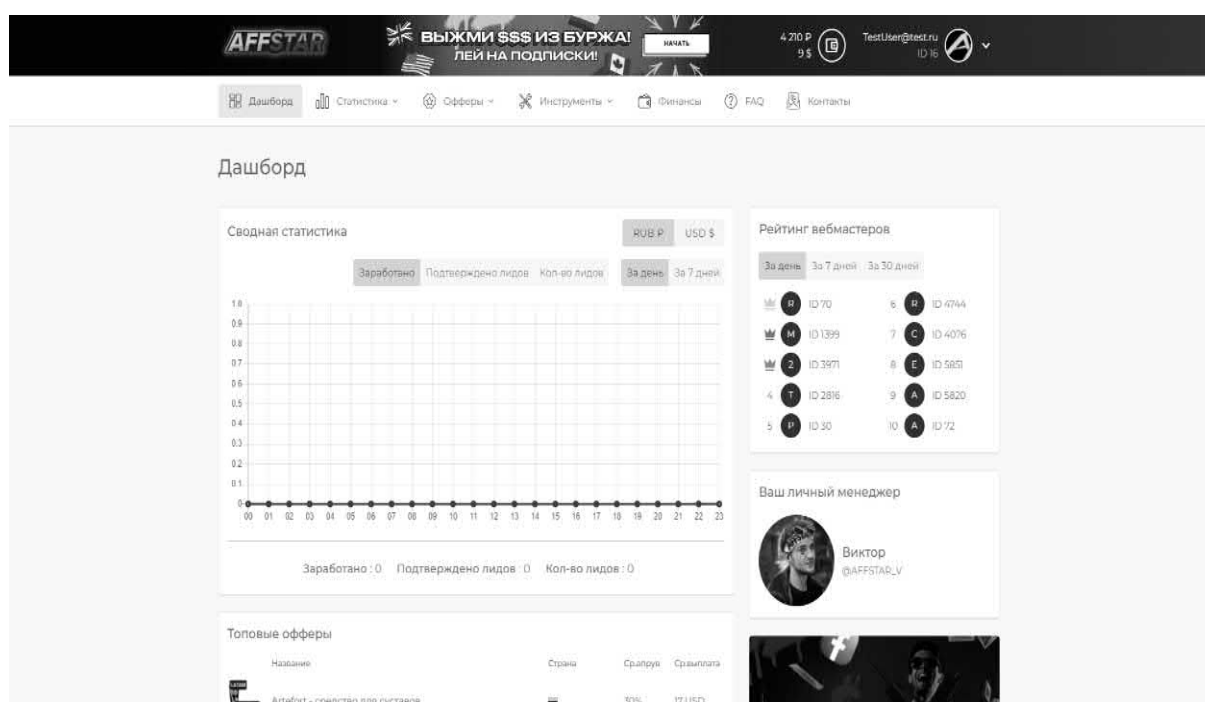 AFFSTAR
ВЫЖМИ $$$ ИЗ БУРЖА!
ЛЕЙ НА ПОДПИСКИ!
НАЧАТЬ
4 210 ₽
9 $
TestUser@test.ru
ID 16
Дашборд
Статистика
Офферы
Инструменты
Финансы
FAQ
Контакты
Дашборд
Сводная статистика
RUB ₽ USD $
Заработано Подтверждено лидов Кол-во лидов
За день За 7 дней
1.0
0.9
0.8
0.7
0.6
0.5
0.4
0.3
0.2
0.1
0
00 01 02 03 04 05 06 07 08 09 10 11 12 13 14 15 16 17 18 19 20 21 22 23
Заработано : 0 Подтверждено лидов : 0 Кол-во лидов : 0
Рейтинг вебмастеров
За день За 7 дней За 30 дней
R ID 70 6 R ID 4744
M ID 1399 7 C ID 4076
2 ID 3971 8 E ID 5851
4 T ID 2816 9 A ID 5820
5 P ID 30 10 A ID 72
Ваш личный менеджер
Виктор
@AFFSTAR_V
Топовые офферы
Название Страна Ср.апрув Ср.выплата
Artefort - средство для суставов 30% 17 USD